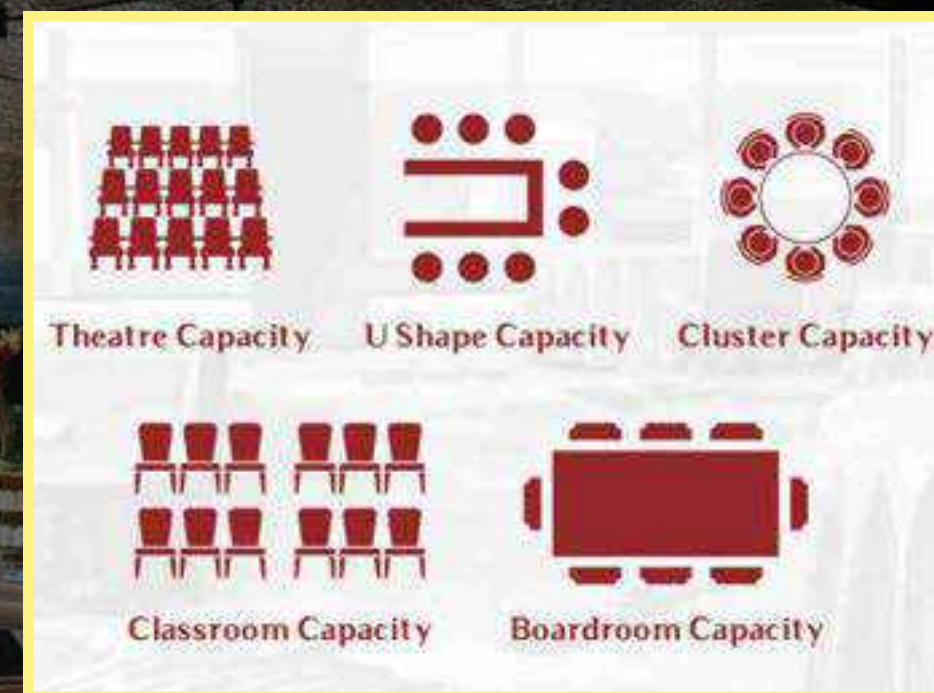 Theatre Capacity
U Shape Capacity
Cluster Capacity
Classroom Capacity
Boardroom Capacity